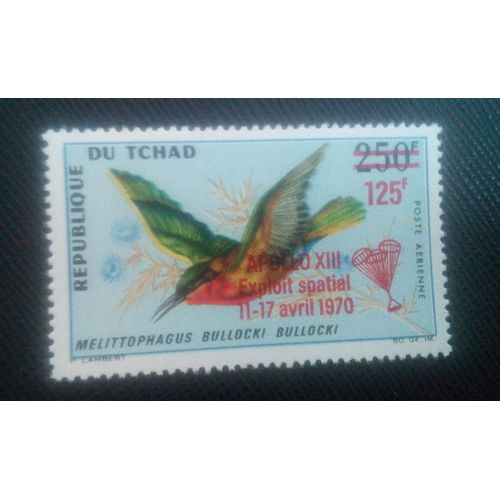 REPUBLIQUE DU TCHAD
250F
125F
POSTE AERIENNE
APOLLO XIII
Exploit spatial
11-17 avril 1970
MELITTOPHAGUS BULLOCKI BULLOCKI
P. LAMBERT
SO.GE.IM.